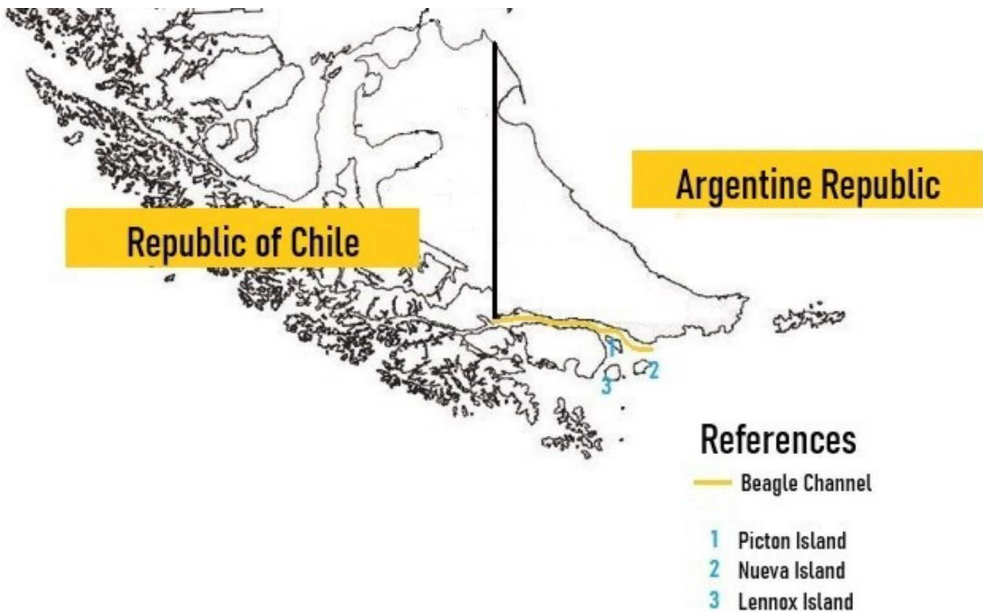 Argentine Republic
Republic of Chile
1
2
3
References
Beagle Channel
1 Picton Island
2 Nueva Island
3 Lennox Island